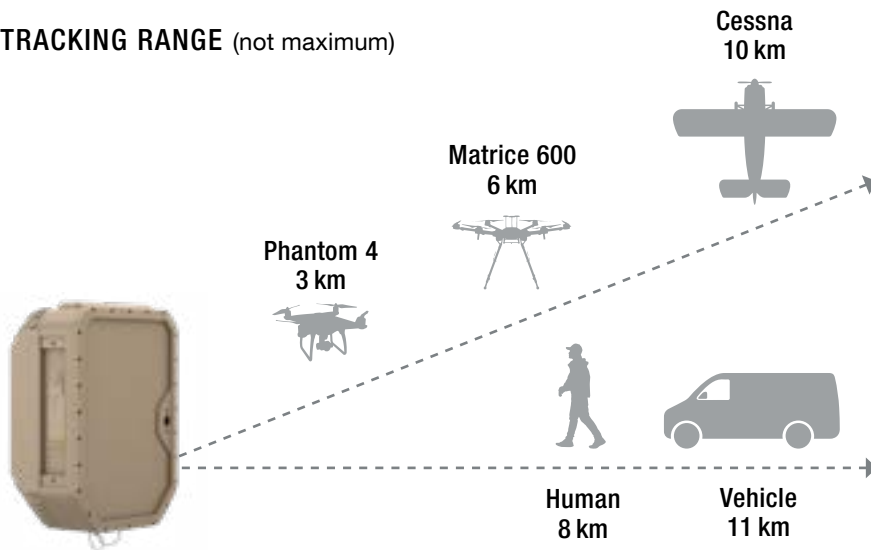 TRACKING RANGE (not maximum)
Cessna
10 km
Matrice 600
6 km
Phantom 4
3 km
Human
8 km
Vehicle
11 km